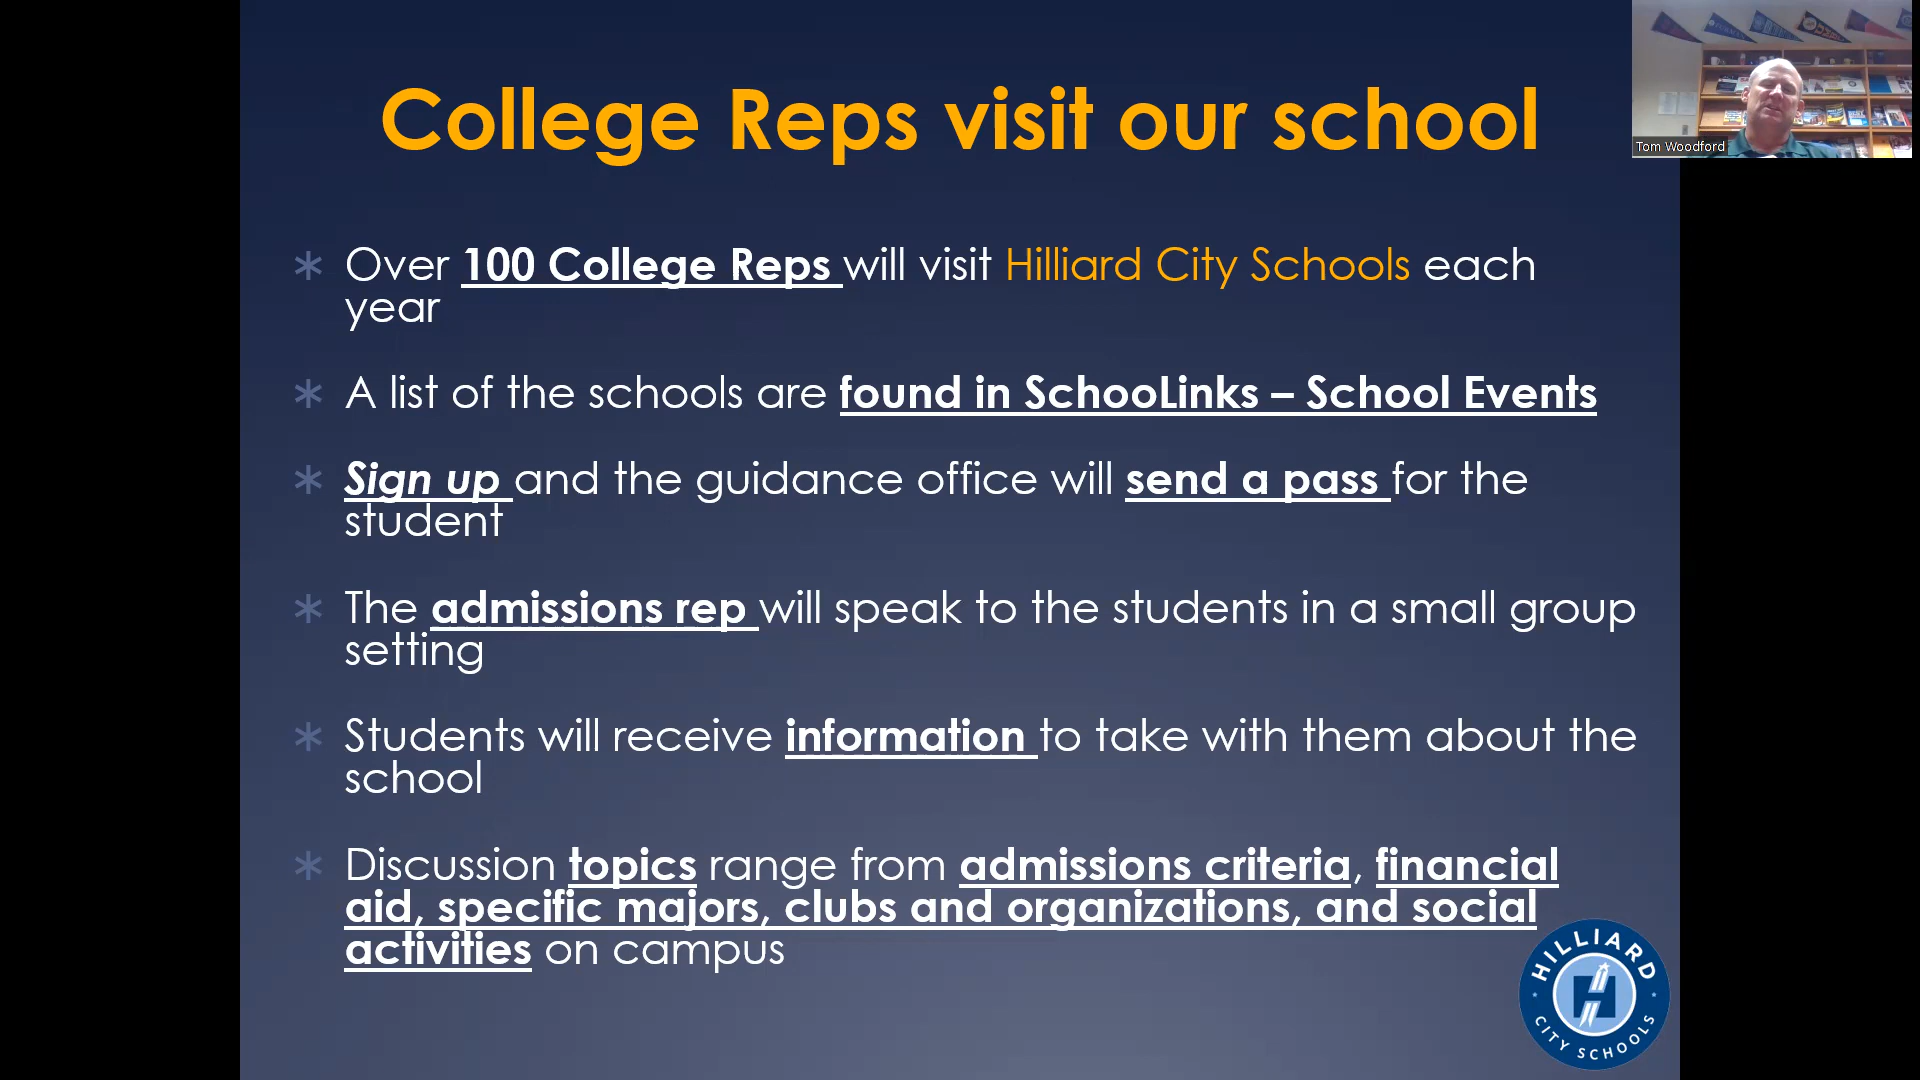 College Reps visit our school
Tom Woodford
Over 100 College Reps will visit Hilliard City Schools each
year
A list of the schools are found in SchooLinks – School Events
Sign up and the guidance office will send a pass for the
student
The admissions rep will speak to the students in a small group
setting
Students will receive information to take with them about the
school
Discussion topics range from admissions criteria, financial
aid, specific majors, clubs and organizations, and social
activities on campus
HILLIARD
H
CITY SCHOOLS